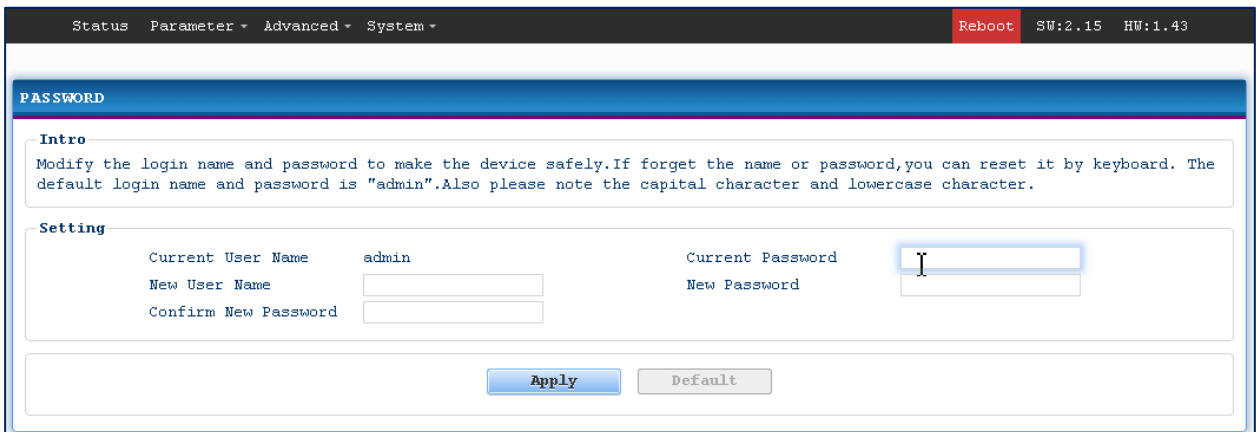 Status Parameter Advanced System Reboot SW:2.15 HW:1.43
PASSWORD
Intro
Modify the login name and password to make the device safely.If forget the name or password,you can reset it by keyboard. The
default login name and password is "admin".Also please note the capital character and lowercase character.
Setting
Current User Name admin Current Password
New User Name New Password
Confirm New Password
Apply Default